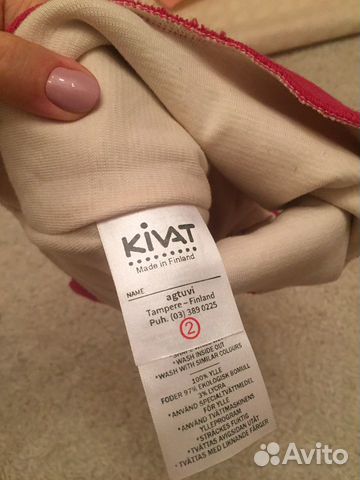 KIVAT
Made in Finland
NAME
agtuvi
Tampere – Finland
Puh. (03) 389 0225
2
*WASH INSIDE OUT
*WASH WITH SIMILAR COLOURS
100% YLLE
FODER 97% EKOLOGISK BOMULL
3% LYCRA
*ANVÄND SPECIALTVÄTTMEDEL
FÖR YLLE
*ANVÄND TVÄTTMASKINENS
YLLEPROGRAM
*STRÄCKES FUKTIG
*TVÄTTAS AVIGSIDAN UTÅT
*TVÄTTAS MED LIKNANDE FÄRGER
Avito